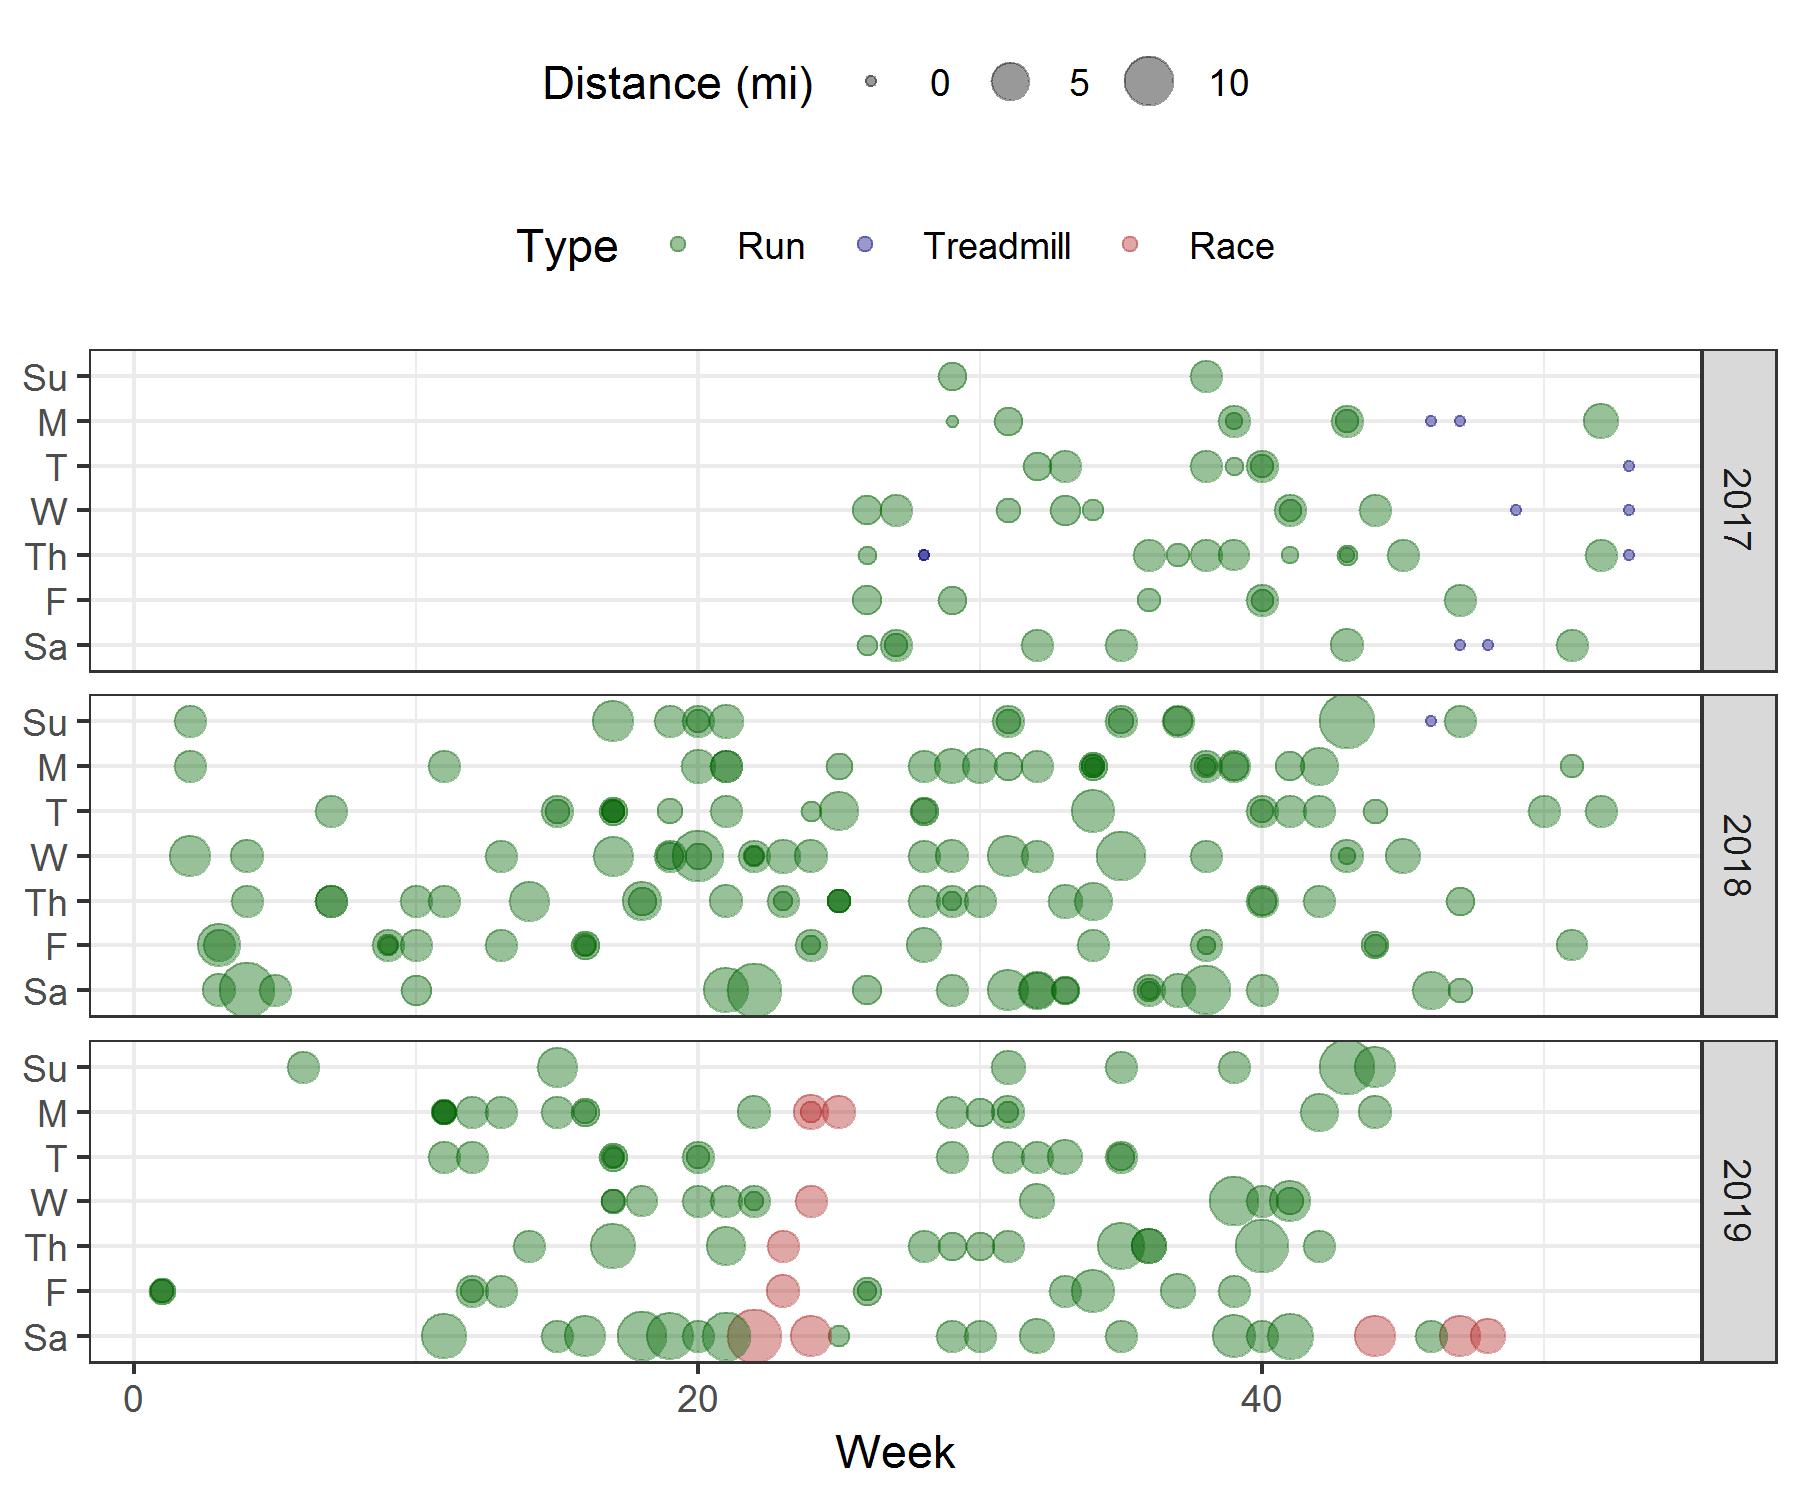 Distance (mi) 0 5 10
Type Run Treadmill Race
Su
M
T
W
Th
F
Sa
2017
Su
M
T
W
Th
F
Sa
2018
Su
M
T
W
Th
F
Sa
2019
0 20 40
Week